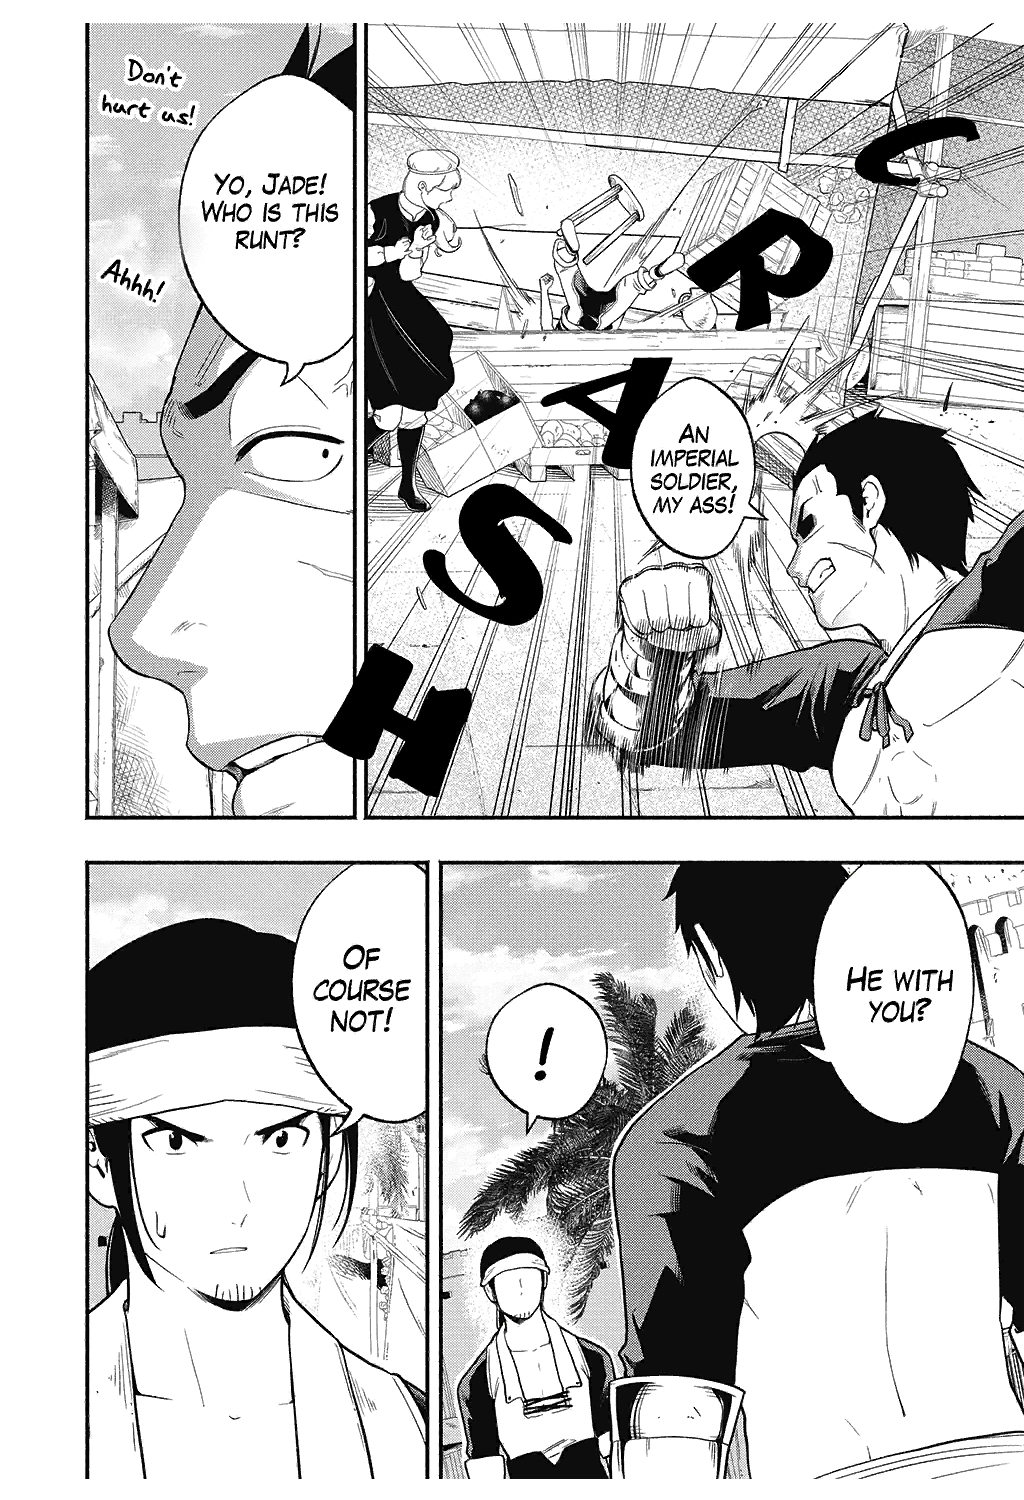 CRASH
AN
IMPERIAL
SOLDIER,
MY ASS!
YO, JADE!
WHO IS THIS
RUNT?
Don't
hurt us!
Ahhh!
HE WITH
YOU?
!
OF
COURSE
NOT!